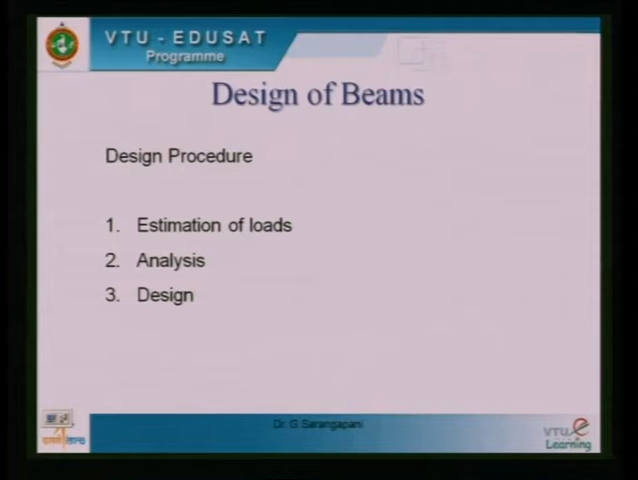 VTU - EDUSAT
Programme
Design of Beams
Design Procedure
1. Estimation of loads
2. Analysis
3. Design
Dr. G Sarangapani
VTU e
Learning